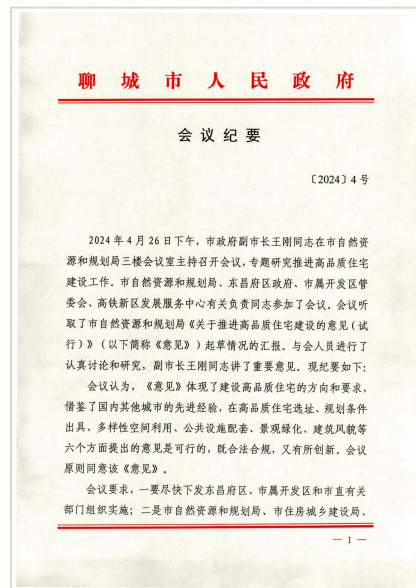 聊城市人民政府
会议纪要
〔2024〕4号
2024年4月26日下午，市政府副市长王刚同志在市自然资
源和规划局三楼会议室主持召开会议，专题研究推进高品质住宅
建设工作。市自然资源和规划局、东昌府区政府、市属开发区管
委会、高铁新区发展服务中心有关负责同志参加了会议。会议听
取了市自然资源和规划局《关于推进高品质住宅建设的意见（试
行）》（以下简称《意见》）起草情况的汇报。与会人员进行了
认真讨论和研究，副市长王刚同志讲了重要意见。现纪要如下：
会议认为，《意见》体现了建设高品质住宅的方向和要求，
借鉴了国内其他城市的先进经验，在高品质住宅选址、规划条件
出具、多样性空间利用、公共设施配套、景观绿化、建筑风貌等
六个方面提出的意见是可行的，既合法合规，又有所创新。会议
原则同意该《意见》。
会议要求，一要尽快下发东昌府区、市属开发区和市直有关
部门组织实施；二是市自然资源和规划局、市住房城乡建设局、
— 1 —